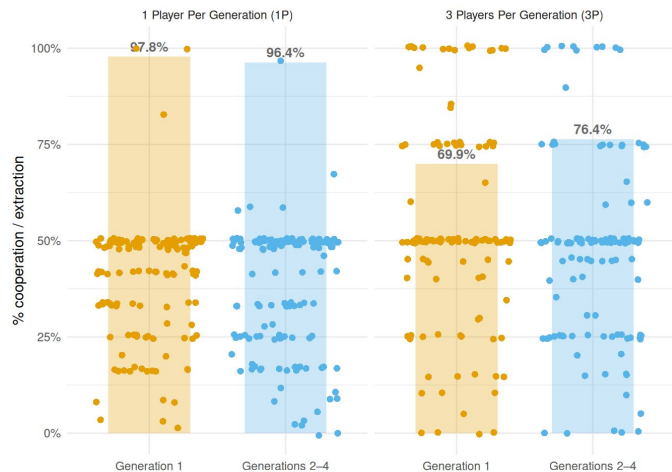 1 Player Per Generation (1P)
3 Players Per Generation (3P)
% cooperation / extraction
100%
75%
50%
25%
0%
97.8%
96.4%
69.9%
76.4%
Generation 1
Generations 2–4
Generation 1
Generations 2–4